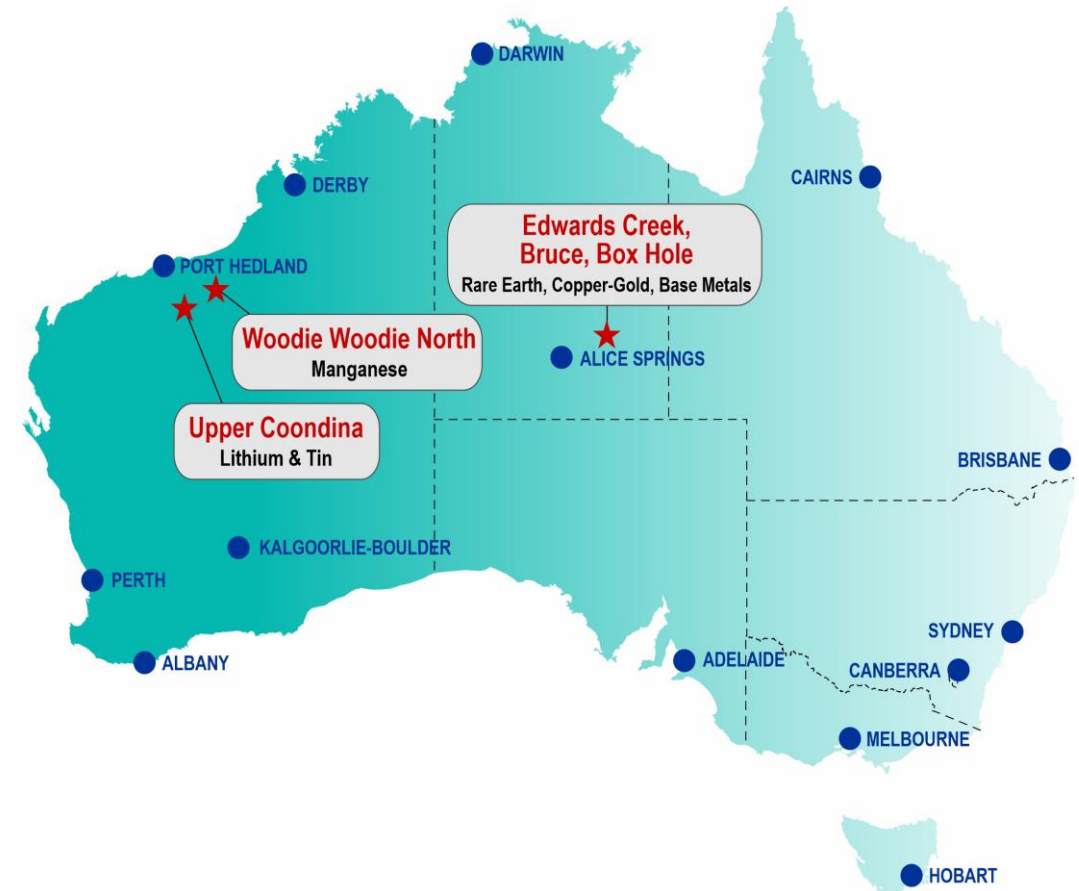 DARWIN
DERBY
CAIRNS
Edwards Creek,
Bruce, Box Hole
Rare Earth, Copper-Gold, Base Metals
PORT HEDLAND
Woodie Woodie North
Manganese
ALICE SPRINGS
Upper Coondina
Lithium & Tin
BRISBANE
KALGOORLIE-BOULDER
PERTH
SYDNEY
ALBANY
ADELAIDE
CANBERRA
MELBOURNE
HOBART